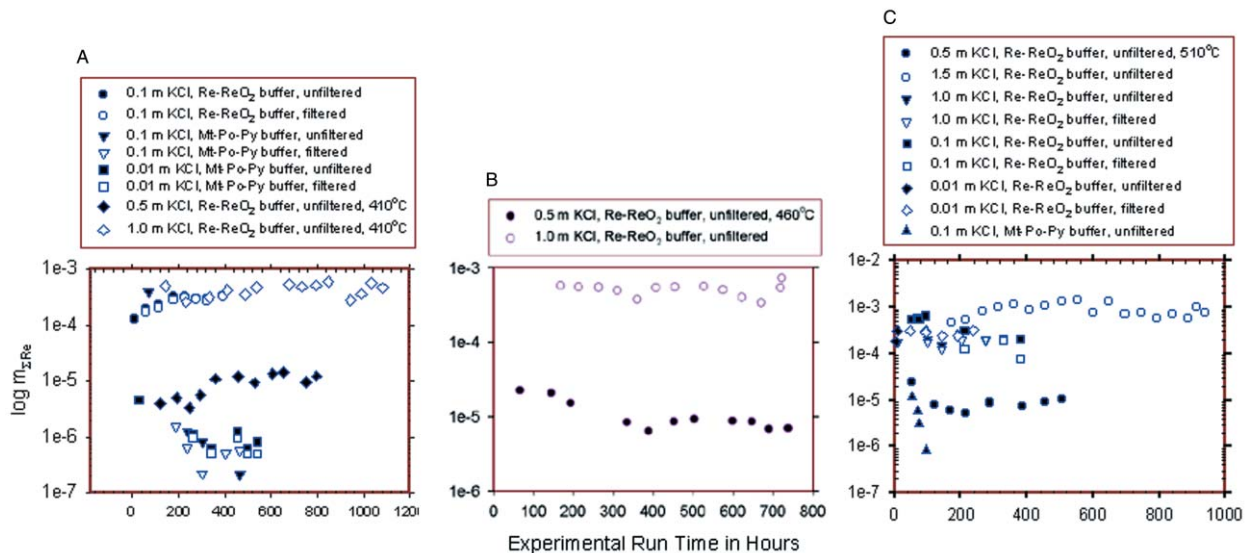 A
0.1 m KCl, Re-ReO₂ buffer, unfiltered
0.1 m KCl, Re-ReO₂ buffer, filtered
0.1 m KCl, Mt-Po-Py buffer, unfiltered
0.1 m KCl, Mt-Po-Py buffer, filtered
0.01 m KCl, Mt-Po-Py buffer, unfiltered
0.01 m KCl, Mt-Po-Py buffer, filtered
0.5 m KCl, Re-ReO₂ buffer, unfiltered, 410°C
1.0 m KCl, Re-ReO₂ buffer, unfiltered, 410°C
1e-3
1e-4
1e-5
1e-6
1e-7
log m ΣRe
0 200 400 600 800 1000 1200
B
0.5 m KCl, Re-ReO₂ buffer, unfiltered, 460°C
1.0 m KCl, Re-ReO₂ buffer, unfiltered
1e-3
1e-4
1e-5
1e-6
0 100 200 300 400 500 600 700 800
Experimental Run Time in Hours
C
0.5 m KCl, Re-ReO₂ buffer, unfiltered, 510°C
1.5 m KCl, Re-ReO₂ buffer, unfiltered
1.0 m KCl, Re-ReO₂ buffer, unfiltered
1.0 m KCl, Re-ReO₂ buffer, filtered
0.1 m KCl, Re-ReO₂ buffer, unfiltered
0.1 m KCl, Re-ReO₂ buffer, filtered
0.01 m KCl, Re-ReO₂ buffer, unfiltered
0.01 m KCl, Re-ReO₂ buffer, filtered
0.1 m KCl, Mt-Po-Py buffer, unfiltered
1e-2
1e-3
1e-4
1e-5
1e-6
1e-7
0 200 400 600 800 1000